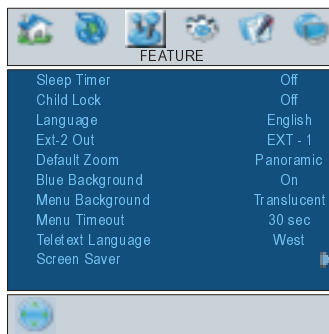 FEATURE
Sleep Timer Off
Child Lock Off
Language English
Ext-2 Out EXT - 1
Default Zoom Panoramic
Blue Background On
Menu Background Translucent
Menu Timeout 30 sec
Teletext Language West
Screen Saver